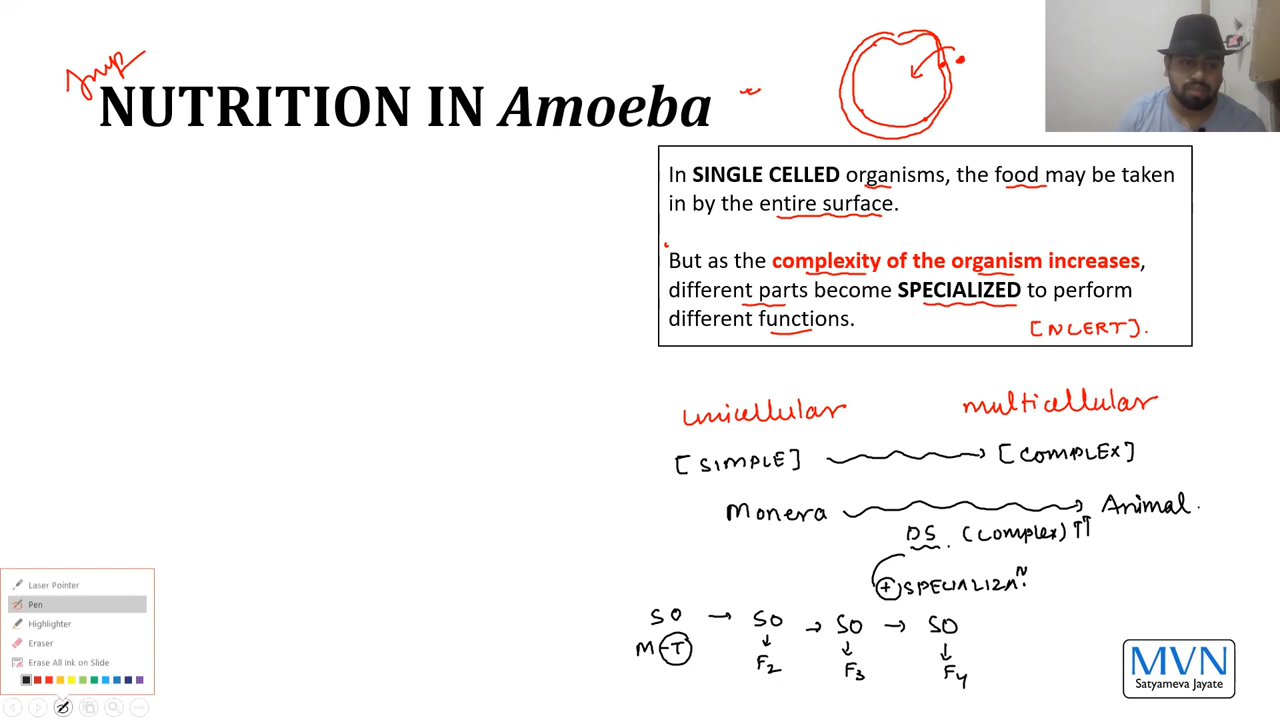 Imp
NUTRITION IN Amoeba
In SINGLE CELLED organisms, the food may be taken
in by the entire surface.
But as the complexity of the organism increases,
different parts become SPECIALIZED to perform
different functions.
[NCERT].
unicellular multicellular
[SIMPLE] [COMPLEX]
Monera Animal.
DS. (Complex) ↑↑
+ SPECIALIZAN.
SO → SO → SO → SO
M-T F2 F3 F4
Laser Pointer
Pen
Highlighter
Eraser
Erase All Ink on Slide
MVN
Satyameva Jayate